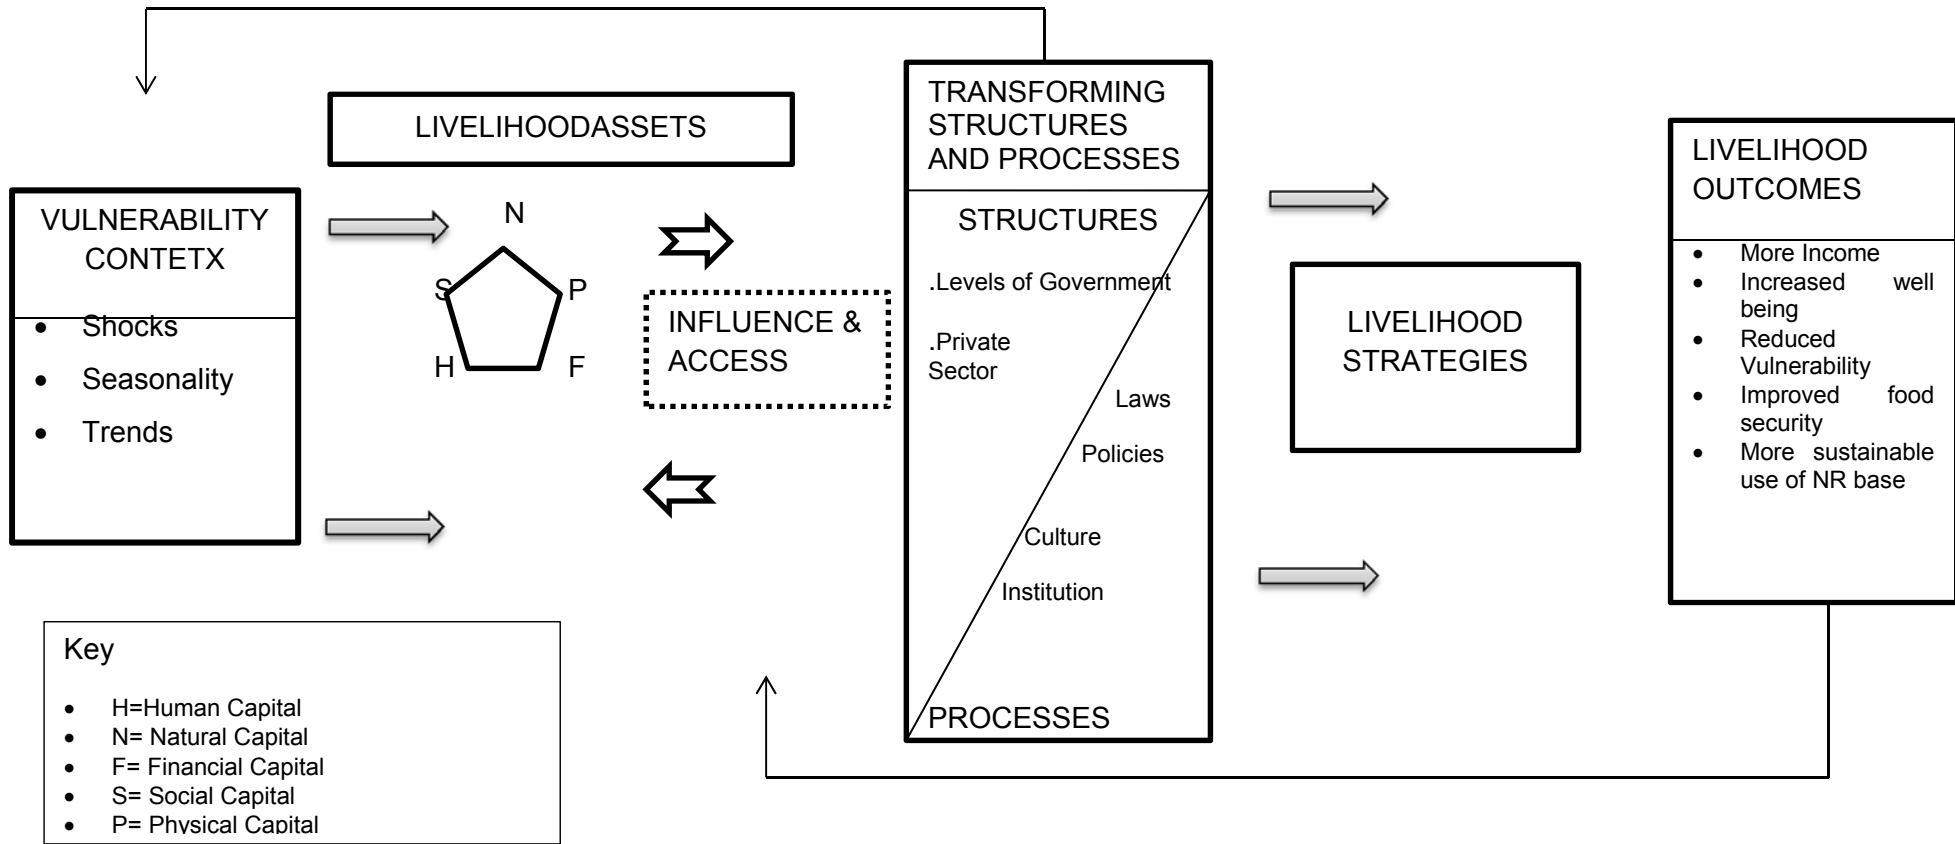 LIVELIHOODASSETS
VULNERABILITY
CONTETX
• Shocks
• Seasonality
• Trends
N
S
P
H
F
INFLUENCE &
ACCESS
TRANSFORMING
STRUCTURES
AND PROCESSES
STRUCTURES
.Levels of Government
.Private
Sector
Laws
Policies
Culture
Institution
PROCESSES
LIVELIHOOD
STRATEGIES
LIVELIHOOD
OUTCOMES
• More Income
• Increased well
being
• Reduced
Vulnerability
• Improved food
security
• More sustainable
use of NR base
Key
• H=Human Capital
• N= Natural Capital
• F= Financial Capital
• S= Social Capital
• P= Physical Capital